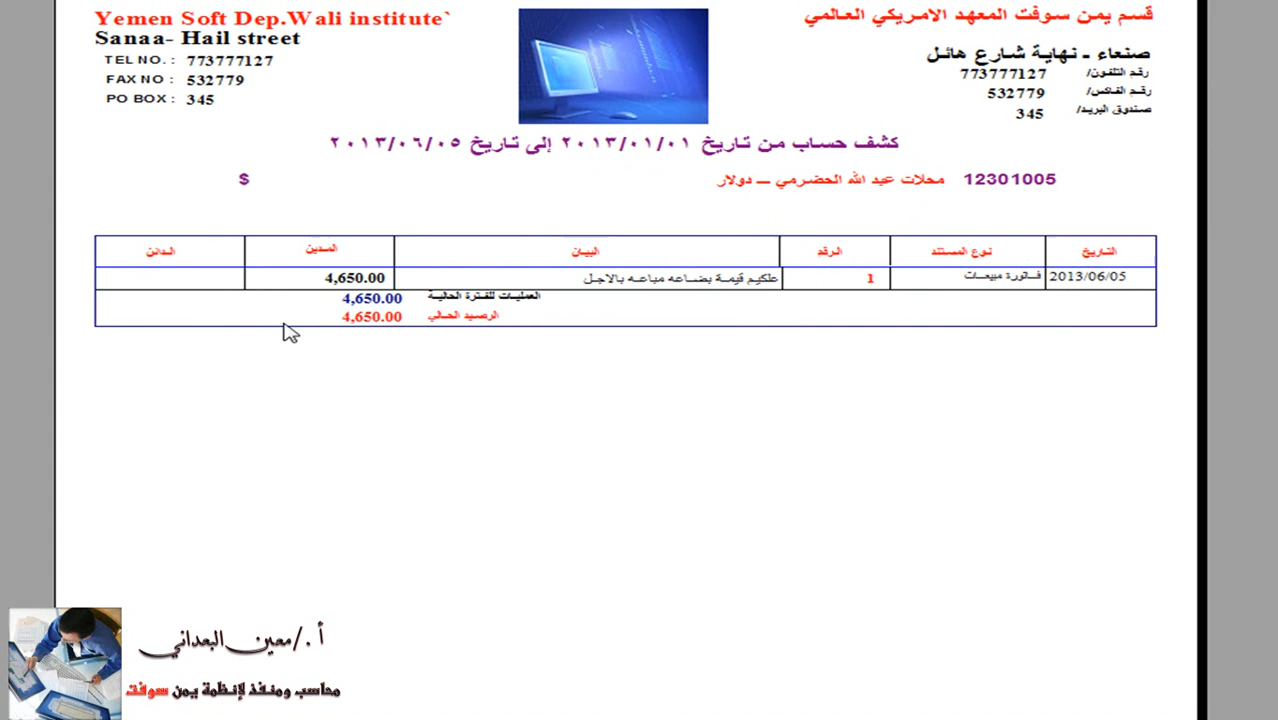 Yemen Soft Dep.Wali institute`
Sanaa- Hail street
TEL NO. : 773777127
FAX NO : 532779
PO BOX : 345
قسم يمن سوفت المعهد الامريكي العالمي
صنعاء - نهاية شارع هائل
رقم التلفون/ 773777127
رقم الفاكس/ 532779
صندوق البريد/ 345
كشف حساب من تاريخ ٢٠١٣/٠١/٠١ إلى تاريخ ٢٠١٣/٠٦/٠٥
12301005 محلات عبد الله الحضرمي - دولار $
التاريخ نوع المستند الرقم البيان المدين الدائن
2013/06/05 فاتورة مبيعات 1 علكيم قيمة بضاعه مباعه بالاجل 4,650.00
العمليات للفترة الحالية 4,650.00
الرصيد الحالي 4,650.00
أ./معين البعداني
محاسب ومنفذ لإنظمة يمن سوفت